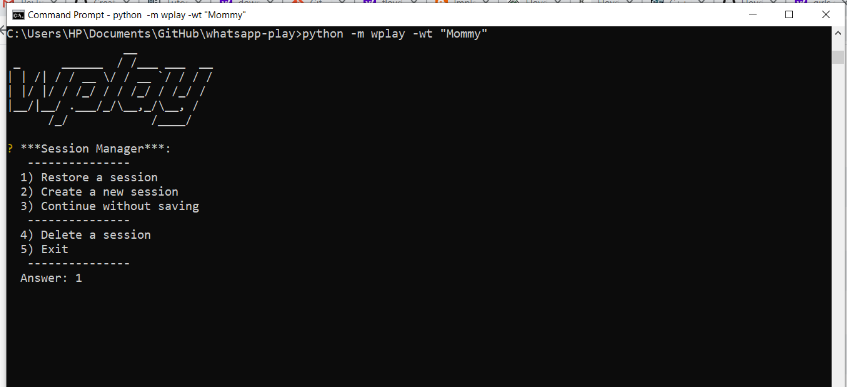 Command Prompt - python -m wplay -wt "Mommy"
C:\Users\HP\Documents\GitHub\whatsapp-play>python -m wplay -wt "Mommy"
wplay
? ***Session Manager***:
---------------
1) Restore a session
2) Create a new session
3) Continue without saving
---------------
4) Delete a session
5) Exit
---------------
Answer: 1